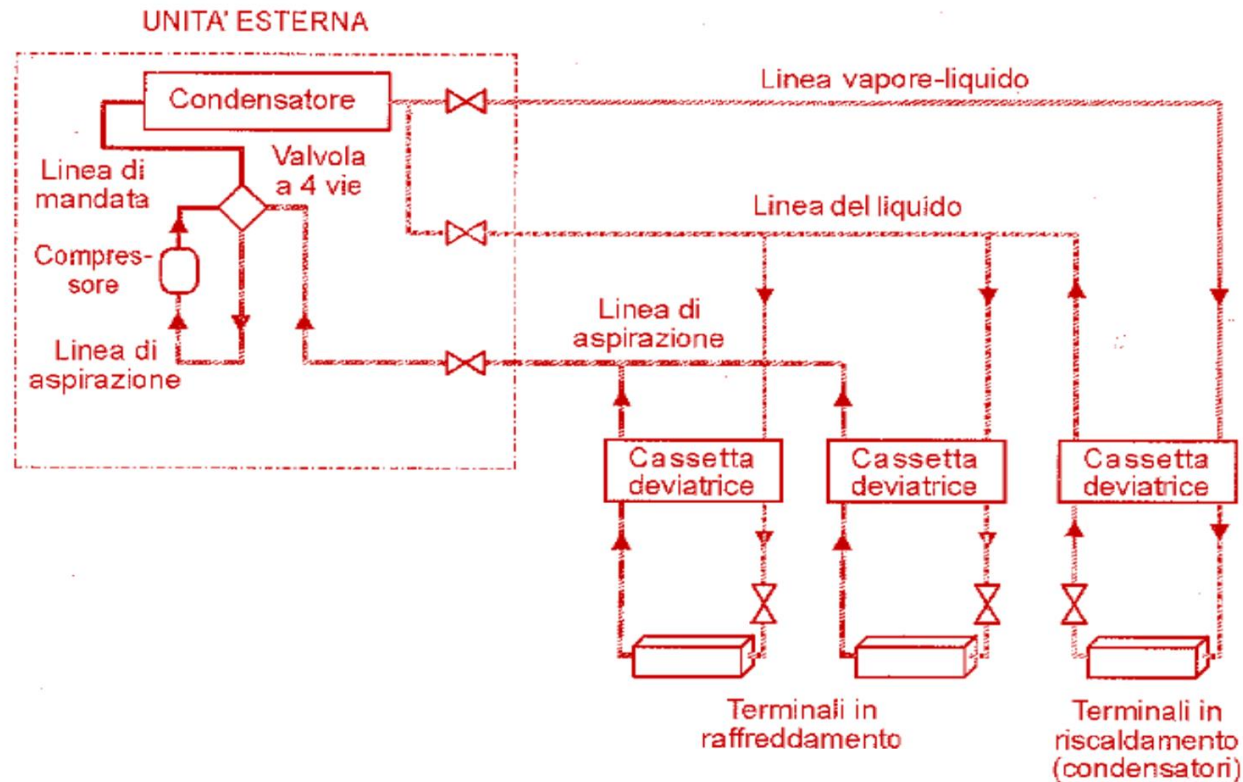 UNITA' ESTERNA
Condensatore
Linea vapore-liquido
Linea di
mandata
Valvola
a 4 vie
Linea del liquido
Compres-
sore
Linea di
aspirazione
Linea di
aspirazione
Cassetta
deviatrice
Cassetta
deviatrice
Cassetta
deviatrice
Terminali in
raffreddamento
Terminali in
riscaldamento
(condensatori)